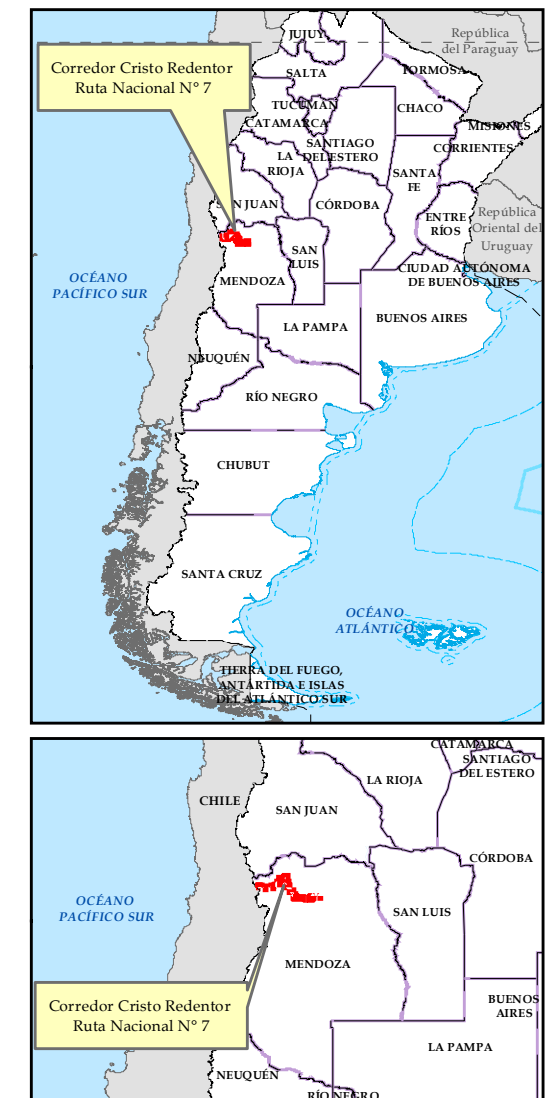 JUJUY
República
del Paraguay
Corredor Cristo Redentor
Ruta Nacional N° 7
SALTA
FORMOSA
TUCUMÁN
CHACO
CATAMARCA
MISIONES
SANTIAGO
DEL ESTERO
CORRIENTES
LA
RIOJA
SANTA
FE
SAN JUAN
CÓRDOBA
ENTRE
RÍOS
República
Oriental del
Uruguay
SAN
LUIS
OCÉANO
PACÍFICO SUR
MENDOZA
CIUDAD AUTÓNOMA
DE BUENOS AIRES
LA PAMPA
BUENOS AIRES
NEUQUÉN
RÍO NEGRO
CHUBUT
SANTA CRUZ
OCÉANO
ATLÁNTICO
TIERRA DEL FUEGO,
ANTÁRTIDA E ISLAS
DEL ATLÁNTICO SUR
CATAMARCA
SANTIAGO
DEL ESTERO
LA RIOJA
CHILE
SAN JUAN
CÓRDOBA
OCÉANO
PACÍFICO SUR
SAN LUIS
MENDOZA
Corredor Cristo Redentor
Ruta Nacional N° 7
BUENOS
AIRES
LA PAMPA
NEUQUÉN
RÍO NEGRO